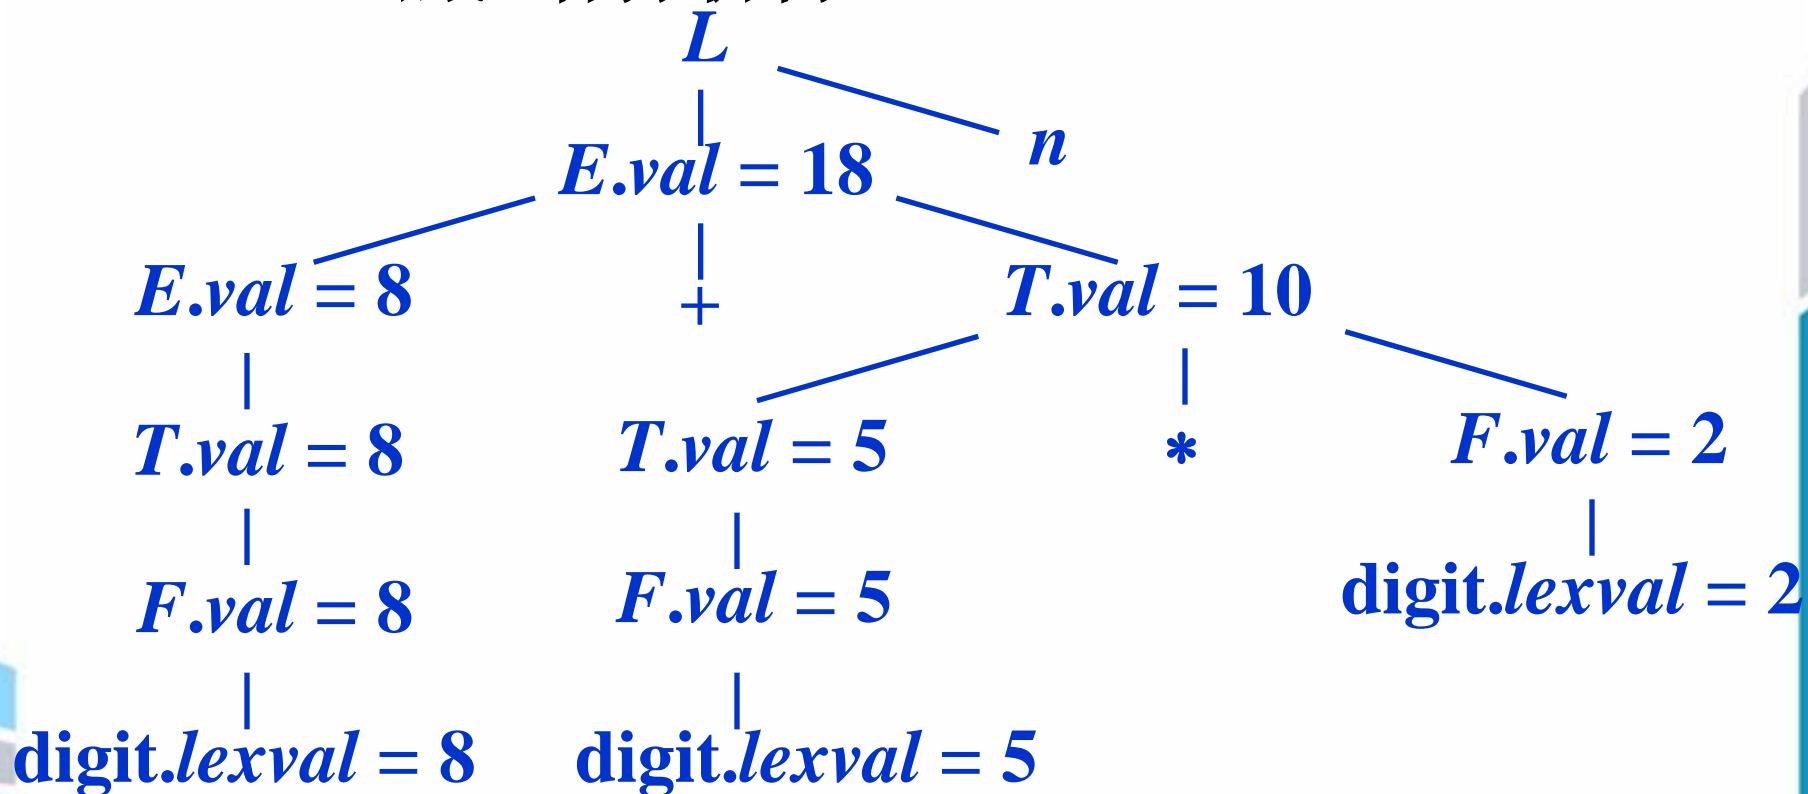 L
n
E.val = 18
E.val = 8 + T.val = 10
T.val = 8 T.val = 5 * F.val = 2
F.val = 8 F.val = 5 digit.lexval = 2
digit.lexval = 8 digit.lexval = 5